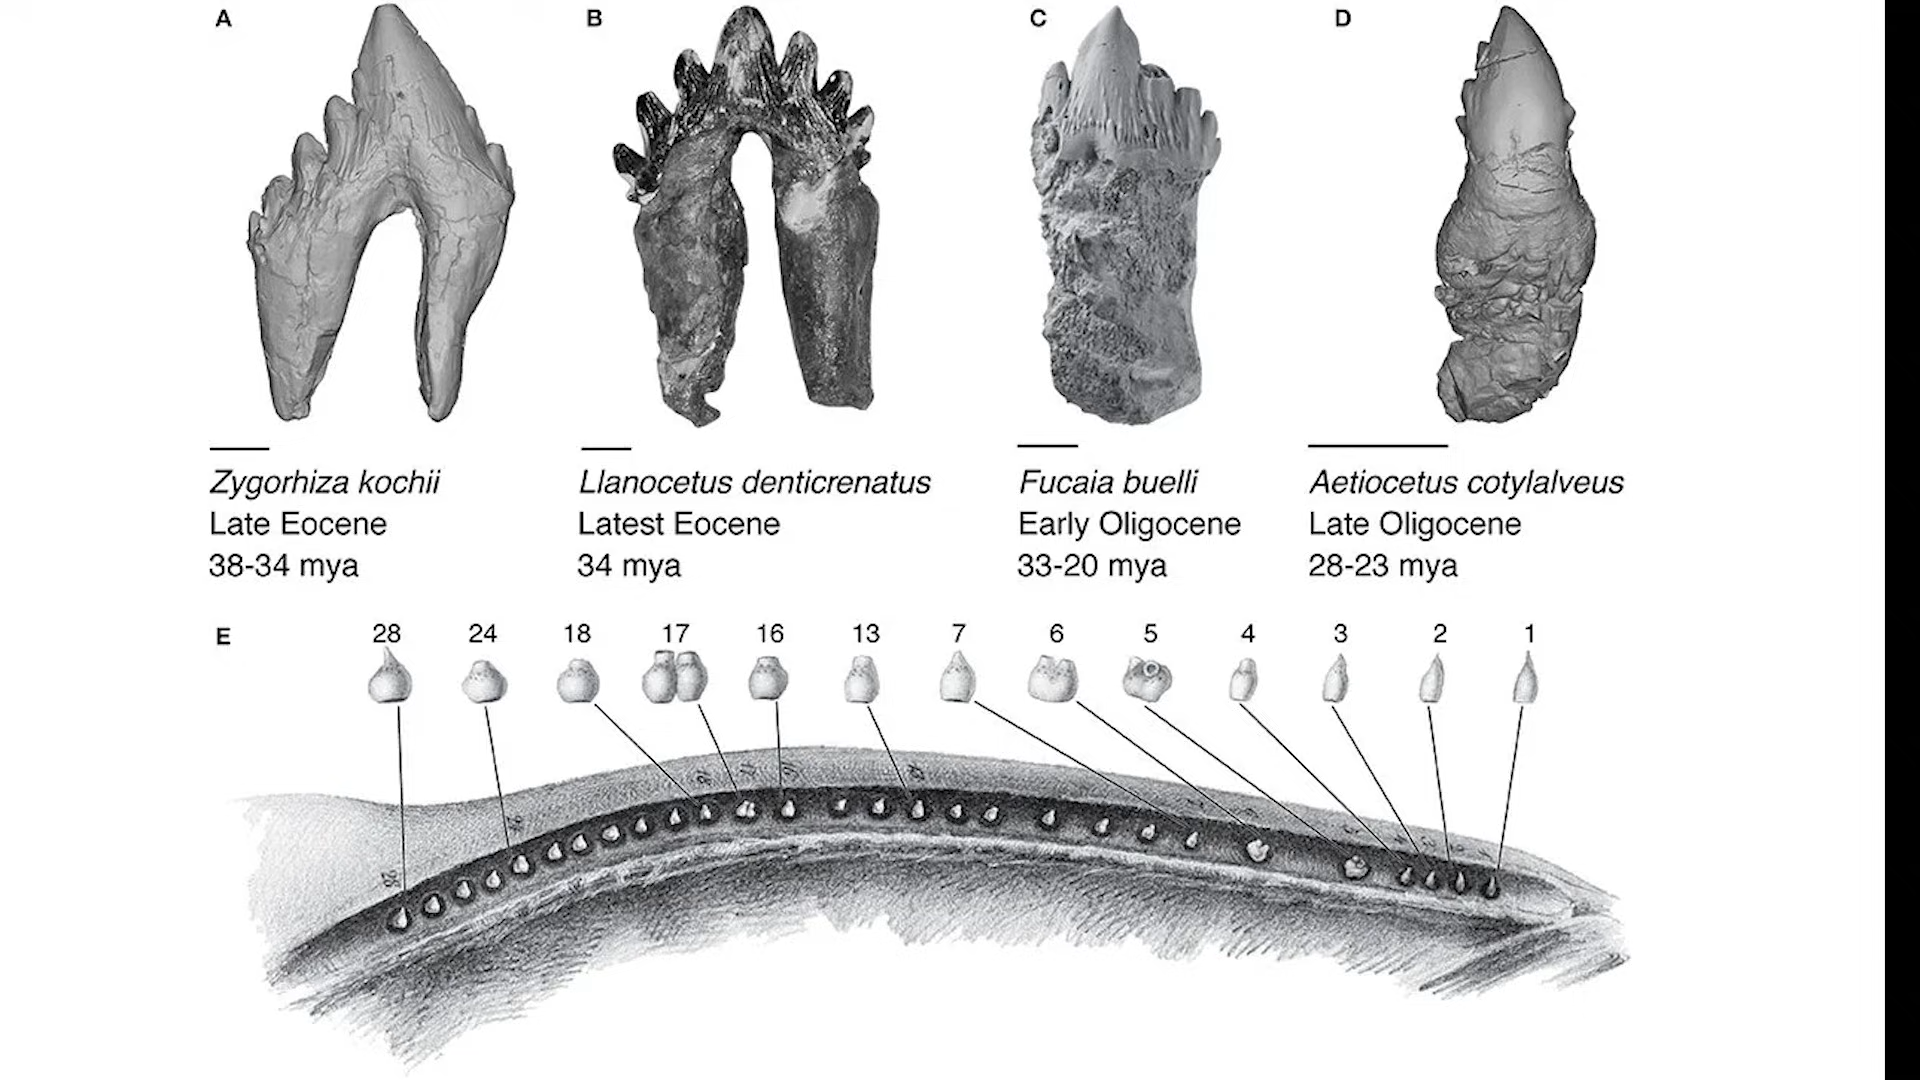 A
B
C
D
Zygorhiza kochii
Late Eocene
38-34 mya
Llanocetus denticrenatus
Latest Eocene
34 mya
Fucaia buelli
Early Oligocene
33-20 mya
Aetiocetus cotylalveus
Late Oligocene
28-23 mya
E
28 24 18 17 16 13 7 6 5 4 3 2 1